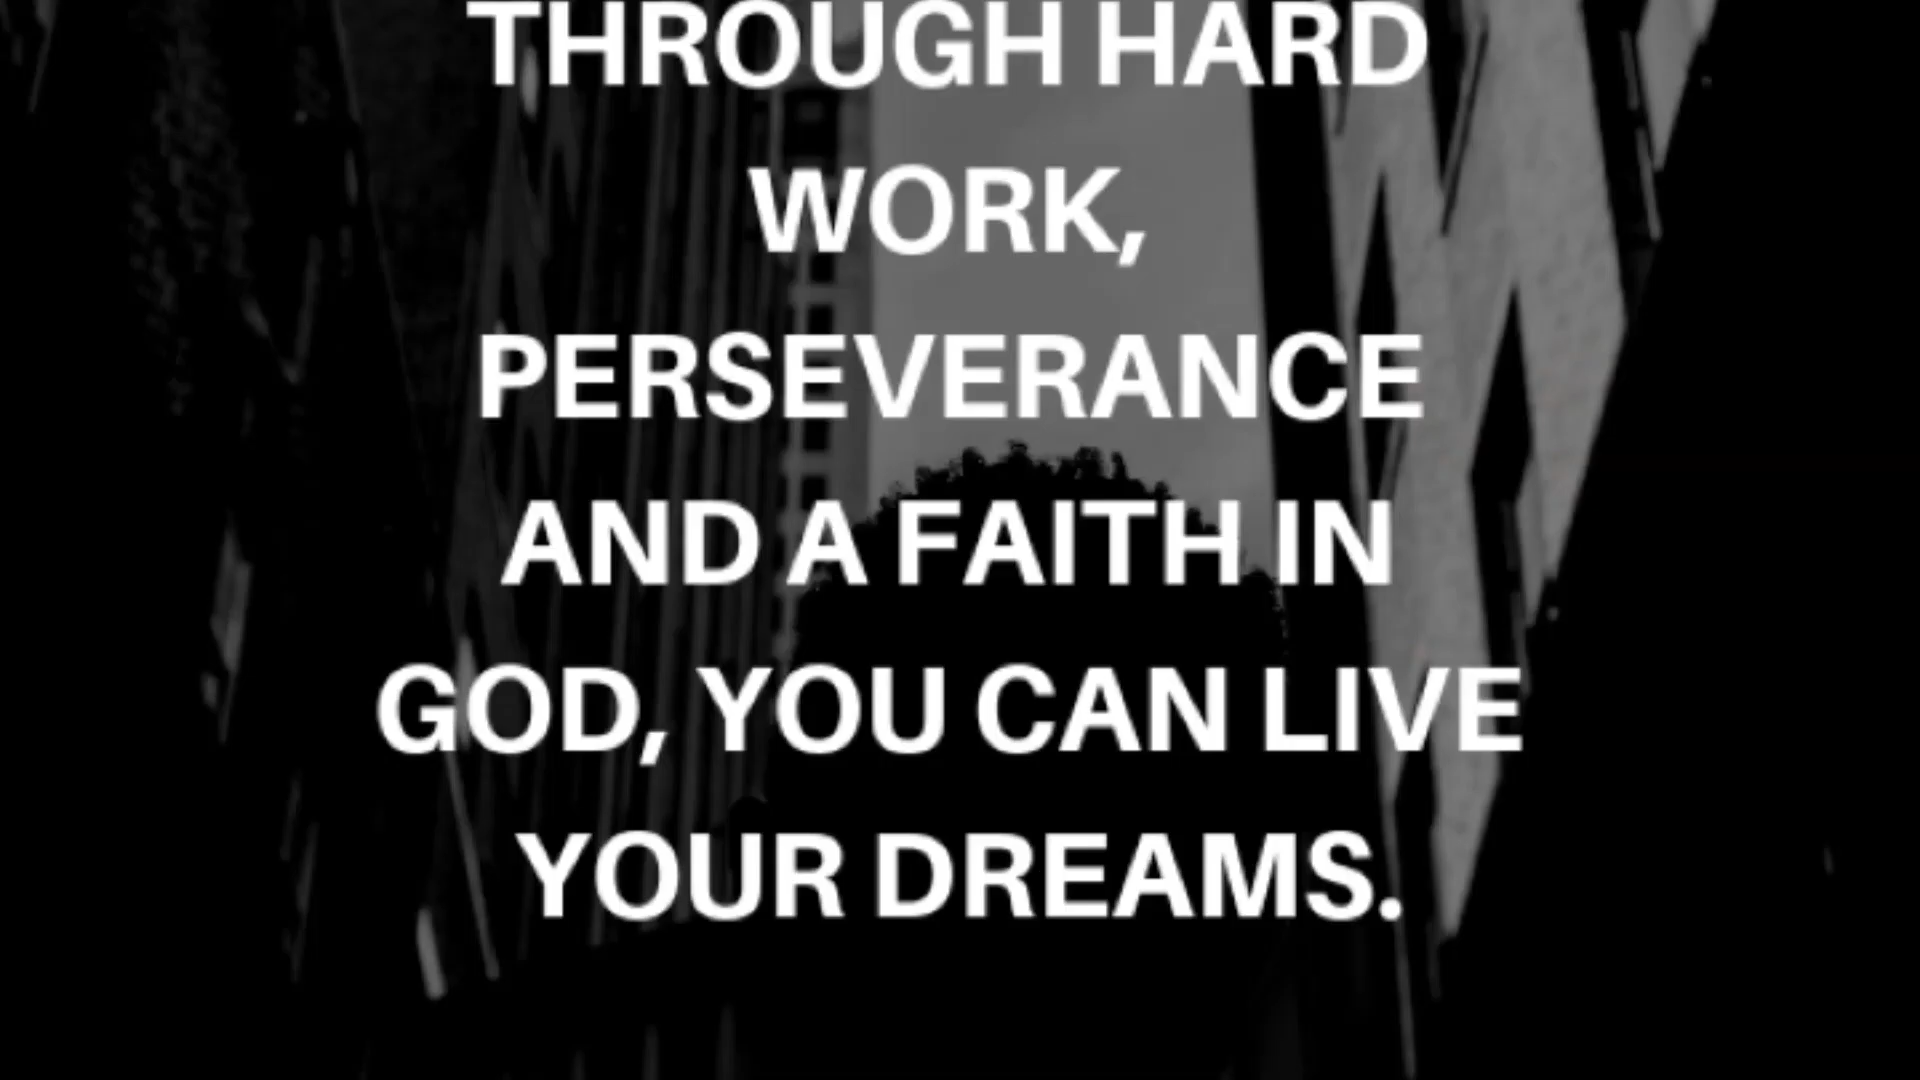 THROUGH HARD
WORK,
PERSEVERANCE
AND A FAITH IN
GOD, YOU CAN LIVE
YOUR DREAMS.